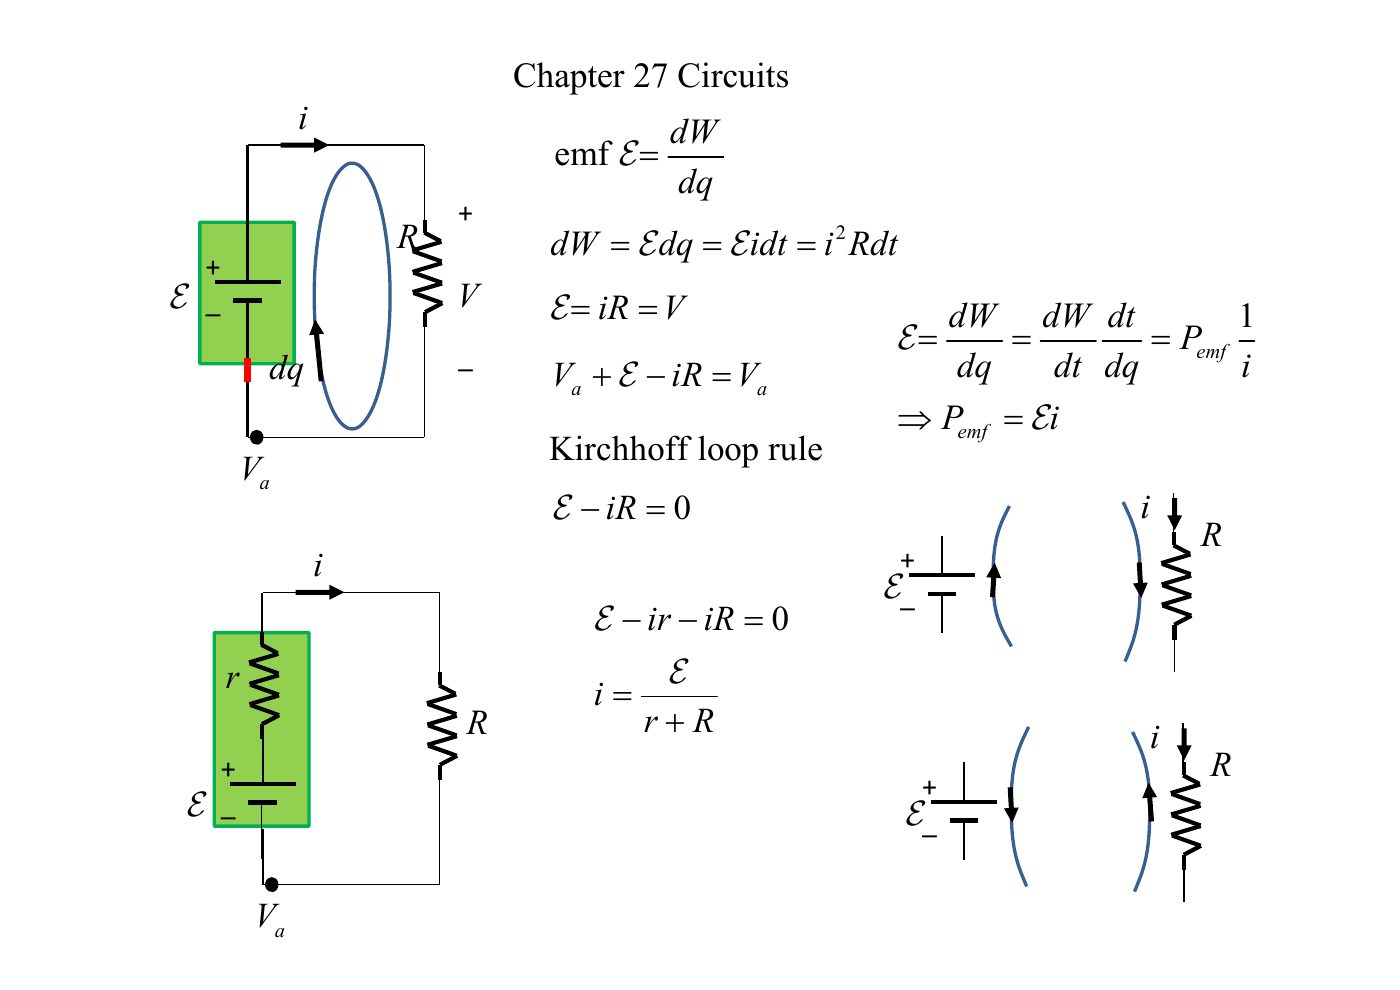 Chapter 27 Circuits
i
+
R
+
ℰ
−
V
dq
−
V_a
emf ℰ = dW/dq
dW = ℰdq = ℰidt = i²Rdt
ℰ = iR = V
V_a + ℰ − iR = V_a
Kirchhoff loop rule
ℰ − iR = 0
ℰ = dW/dq = dW/dt dt/dq = P_emf 1/i
⇒ P_emf = ℰi
i
r
+
ℰ
−
R
V_a
ℰ − ir − iR = 0
i = ℰ/(r + R)
+
ℰ
−
i
R
+
ℰ
−
i
R